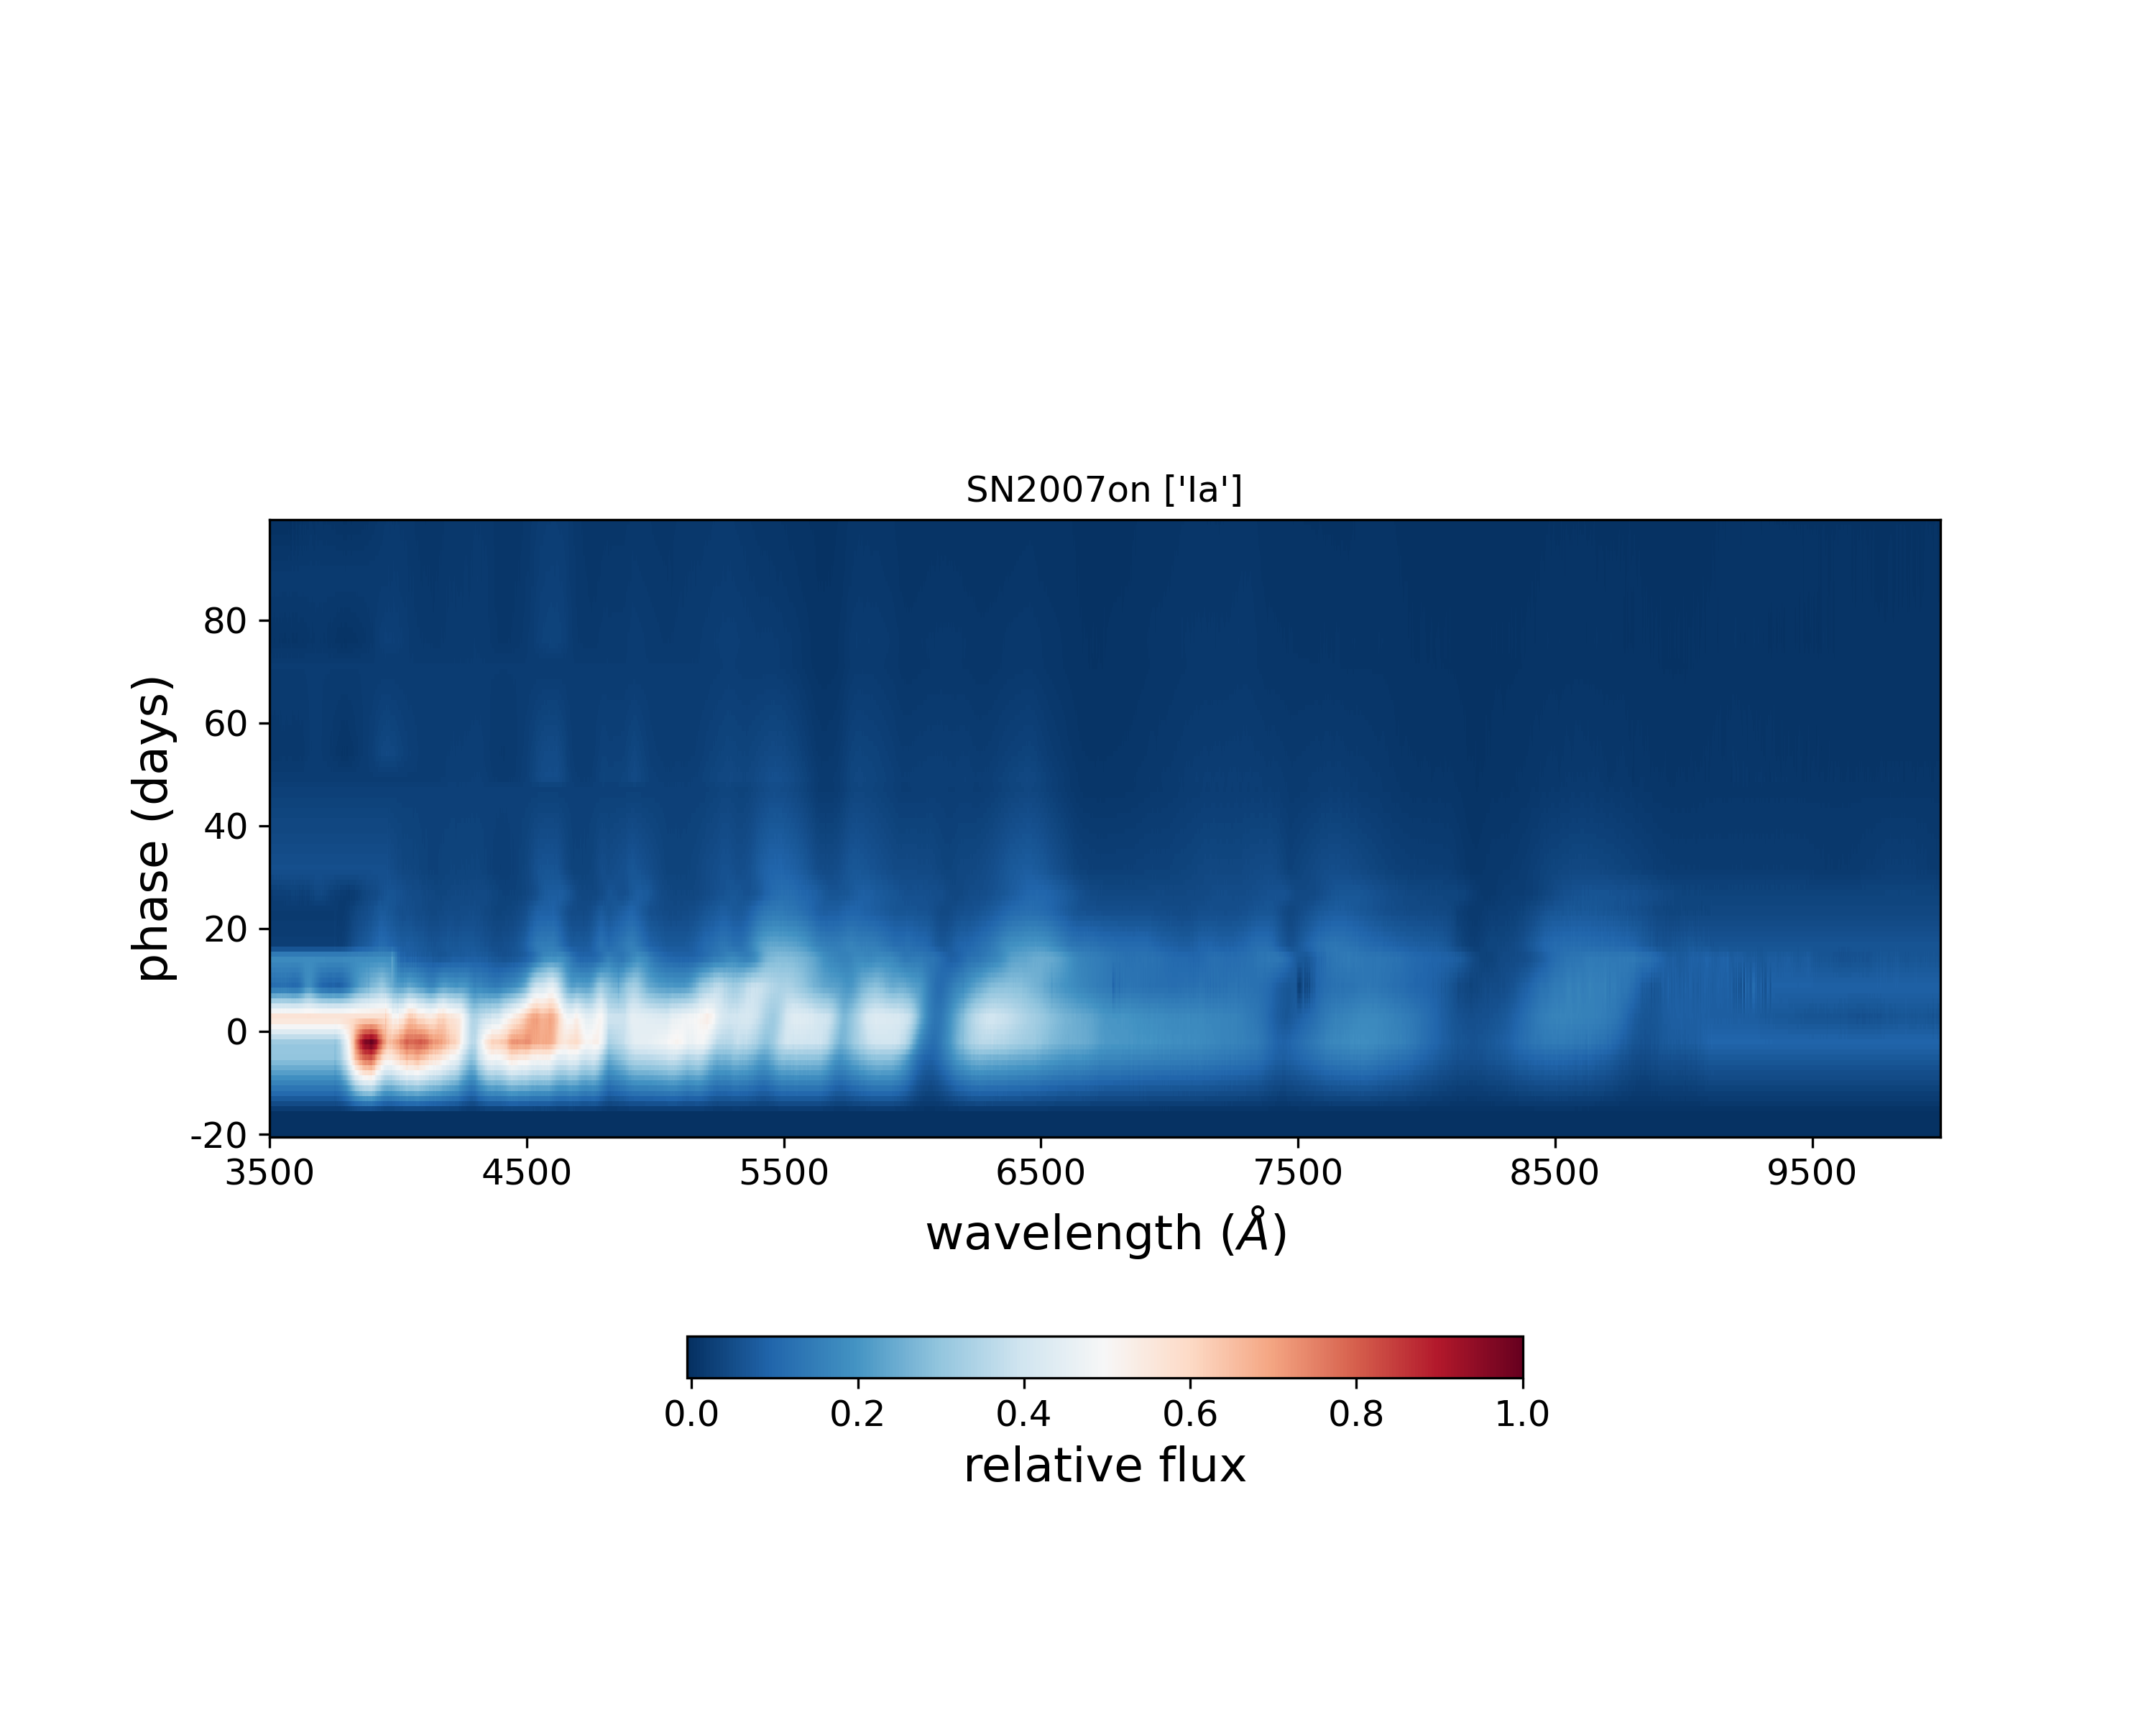 SN2007on ['Ia']
80
60
40
20
0
-20
phase (days)
3500 4500 5500 6500 7500 8500 9500
wavelength (Å)
0.0 0.2 0.4 0.6 0.8 1.0
relative flux